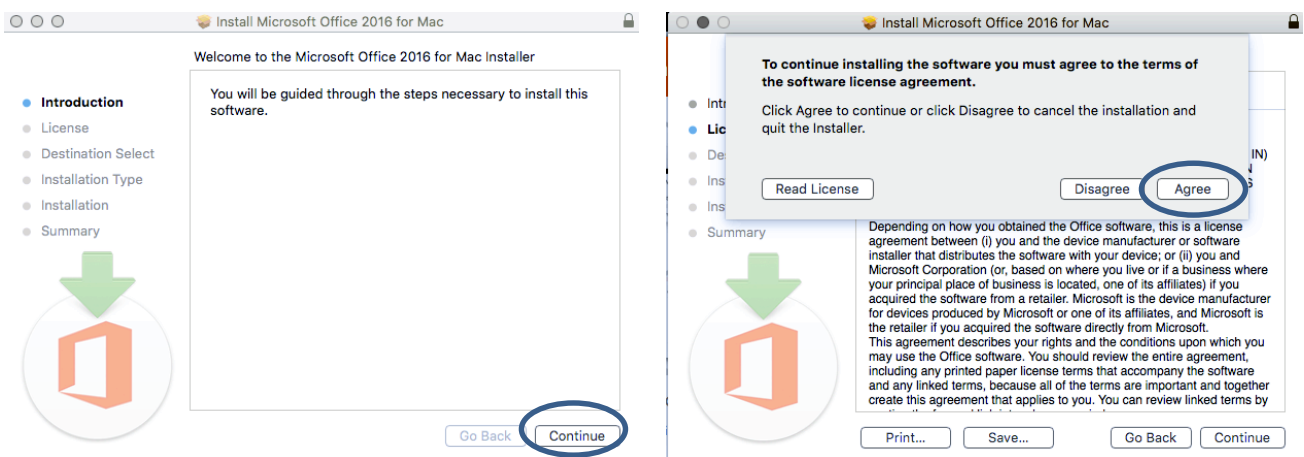 Install Microsoft Office 2016 for Mac
Welcome to the Microsoft Office 2016 for Mac Installer
Introduction
License
Destination Select
Installation Type
Installation
Summary
You will be guided through the steps necessary to install this
software.
Go Back
Continue
Install Microsoft Office 2016 for Mac
To continue installing the software you must agree to the terms of
the software license agreement.
Click Agree to continue or click Disagree to cancel the installation and
quit the Installer.
Read License
Disagree
Agree
Intr
Lic
De
Ins
Ins
Summary
IN)
Depending on how you obtained the Office software, this is a license
agreement between (i) you and the device manufacturer or software
installer that distributes the software with your device; or (ii) you and
Microsoft Corporation (or, based on where you live or if a business where
your principal place of business is located, one of its affiliates) if you
acquired the software from a retailer. Microsoft is the device manufacturer
for devices produced by Microsoft or one of its affiliates, and Microsoft is
the retailer if you acquired the software directly from Microsoft.
This agreement describes your rights and the conditions upon which you
may use the Office software. You should review the entire agreement,
including any printed paper license terms that accompany the software
and any linked terms, because all of the terms are important and together
create this agreement that applies to you. You can review linked terms by
Print...
Save...
Go Back
Continue